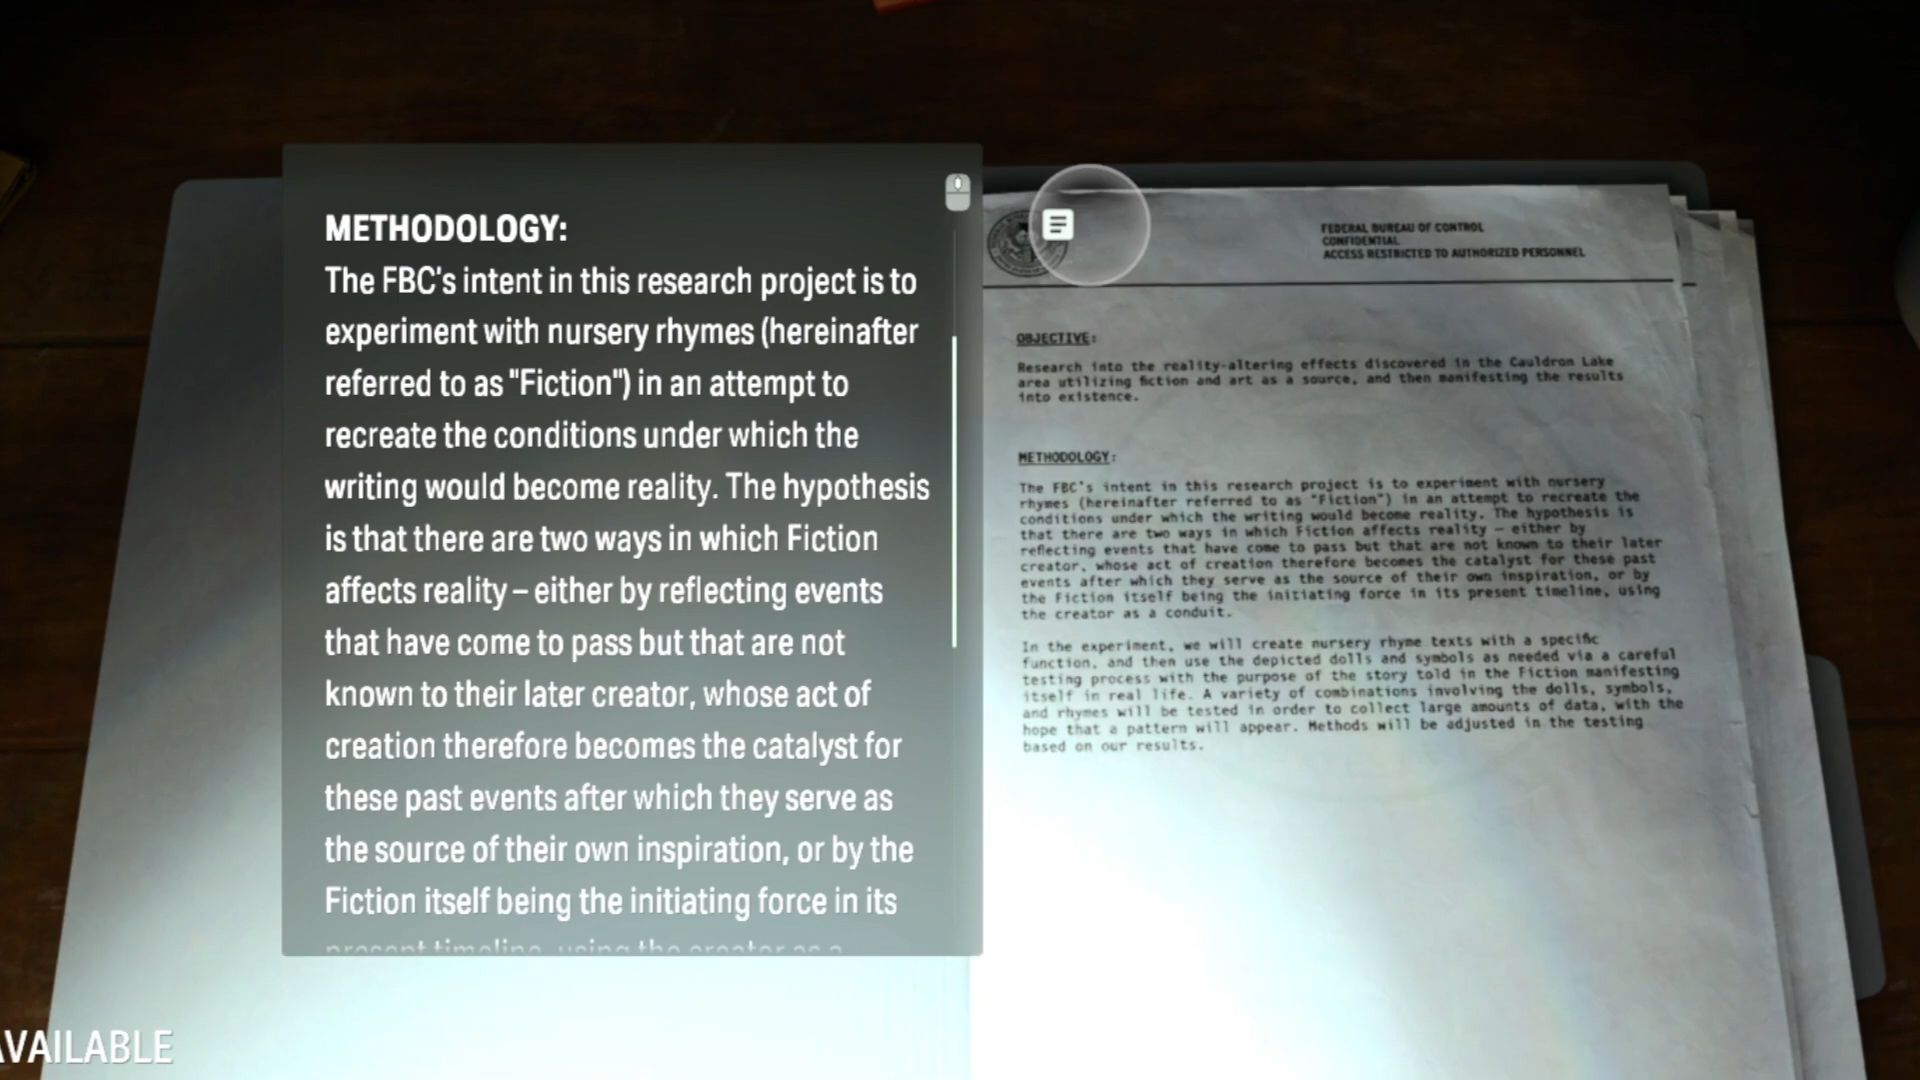 METHODOLOGY:
The FBC's intent in this research project is to
experiment with nursery rhymes (hereinafter
referred to as "Fiction") in an attempt to
recreate the conditions under which the
writing would become reality. The hypothesis
is that there are two ways in which Fiction
affects reality – either by reflecting events
that have come to pass but that are not
known to their later creator, whose act of
creation therefore becomes the catalyst for
these past events after which they serve as
the source of their own inspiration, or by the
Fiction itself being the initiating force in its
present timeline, using the creator as a
FEDERAL BUREAU OF CONTROL
CONFIDENTIAL
ACCESS RESTRICTED TO AUTHORIZED PERSONNEL
OBJECTIVE:
Research into the reality-altering effects discovered in the Cauldron Lake
area utilizing fiction and art as a source, and then manifesting the results
into existence.
METHODOLOGY:
The FBC's intent in this research project is to experiment with nursery
rhymes (hereinafter referred to as "Fiction") in an attempt to recreate the
conditions under which the writing would become reality. The hypothesis is
that there are two ways in which Fiction affects reality – either by
reflecting events that have come to pass but that are not known to their later
creator, whose act of creation therefore becomes the catalyst for these past
events after which they serve as the source of their own inspiration, or by
the Fiction itself being the initiating force in its present timeline, using
the creator as a conduit.
In the experiment, we will create nursery rhyme texts with a specific
function, and then use the depicted dolls and symbols as needed via a careful
testing process with the purpose of the story told in the Fiction manifesting
itself in real life. A variety of combinations involving the dolls, symbols,
and rhymes will be tested in order to collect large amounts of data, with the
hope that a pattern will appear. Methods will be adjusted in the testing
based on our results.
AVAILABLE